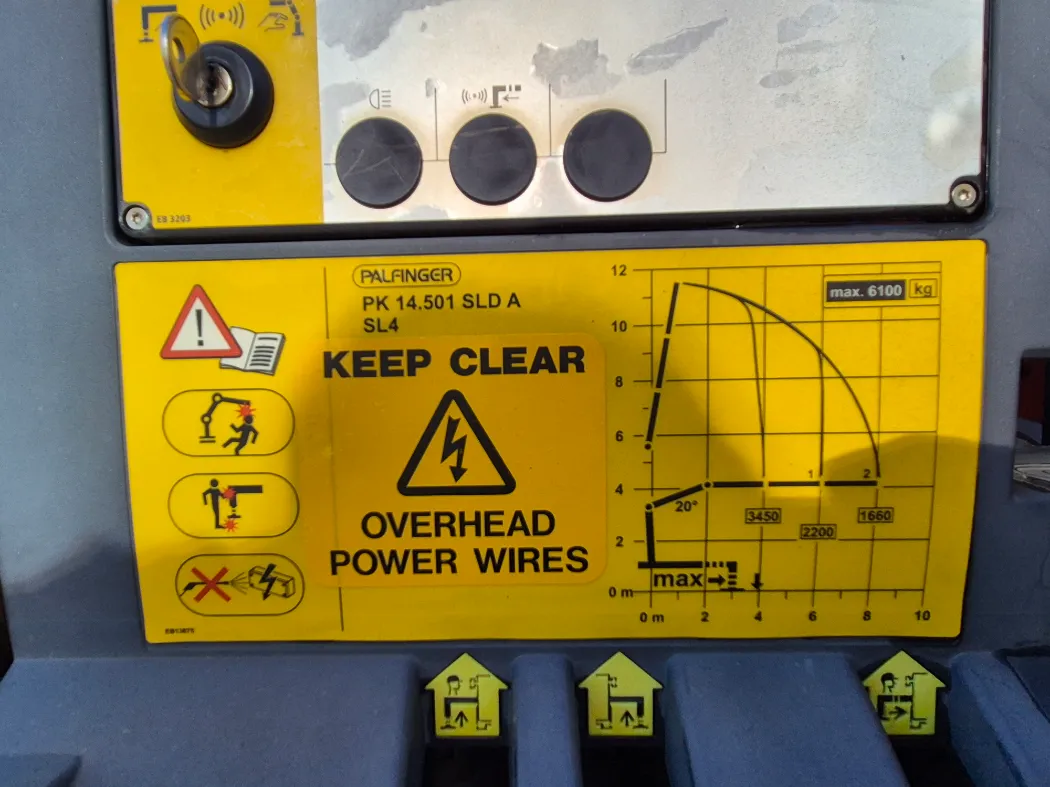 EB 3203
PALFINGER
PK 14.501 SLD A
SL4
KEEP CLEAR
OVERHEAD
POWER WIRES
max. 6100 kg
12
10
8
6
4
2
0 m
1
2
20°
3450
2200
1660
max
0 m 2 4 6 8 10